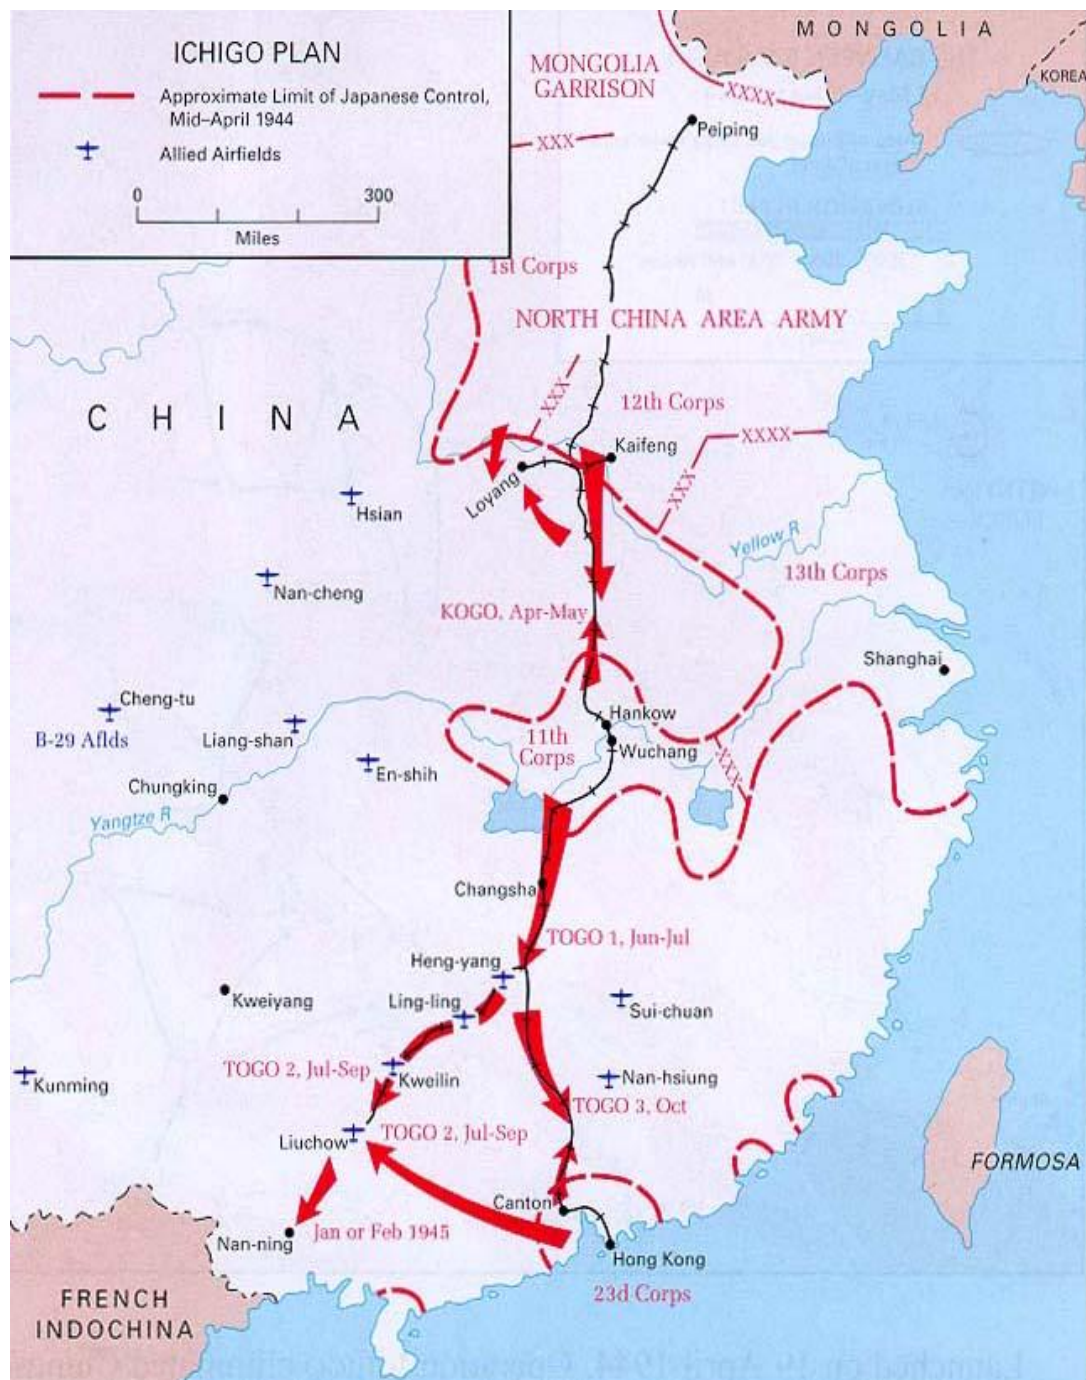 ICHIGO PLAN
Approximate Limit of Japanese Control,
Mid–April 1944
Allied Airfields
0 300
Miles
MONGOLIA
KOREA
MONGOLIA
GARRISON
XXXX
XXX
Peiping
1st Corps
NORTH CHINA AREA ARMY
XXX
12th Corps
XXXX
CHINA
Kaifeng
Loyang
XXX
Hsian
Yellow R
13th Corps
Nan-cheng
KOGO, Apr-May
Shanghai
Cheng-tu
B-29 Aflds
Liang-shan
Hankow
11th
Corps
Wuchang
XXX
En-shih
Chungking
Yangtze R
Changsha
TOGO 1, Jun-Jul
Heng-yang
Kweiyang
Ling-ling
Sui-chuan
Kunming
TOGO 2, Jul-Sep
Kweilin
Nan-hsiung
TOGO 3, Oct
Liuchow
TOGO 2, Jul-Sep
FORMOSA
Canton
Nan-ning
Jan or Feb 1945
Hong Kong
23d Corps
FRENCH
INDOCHINA